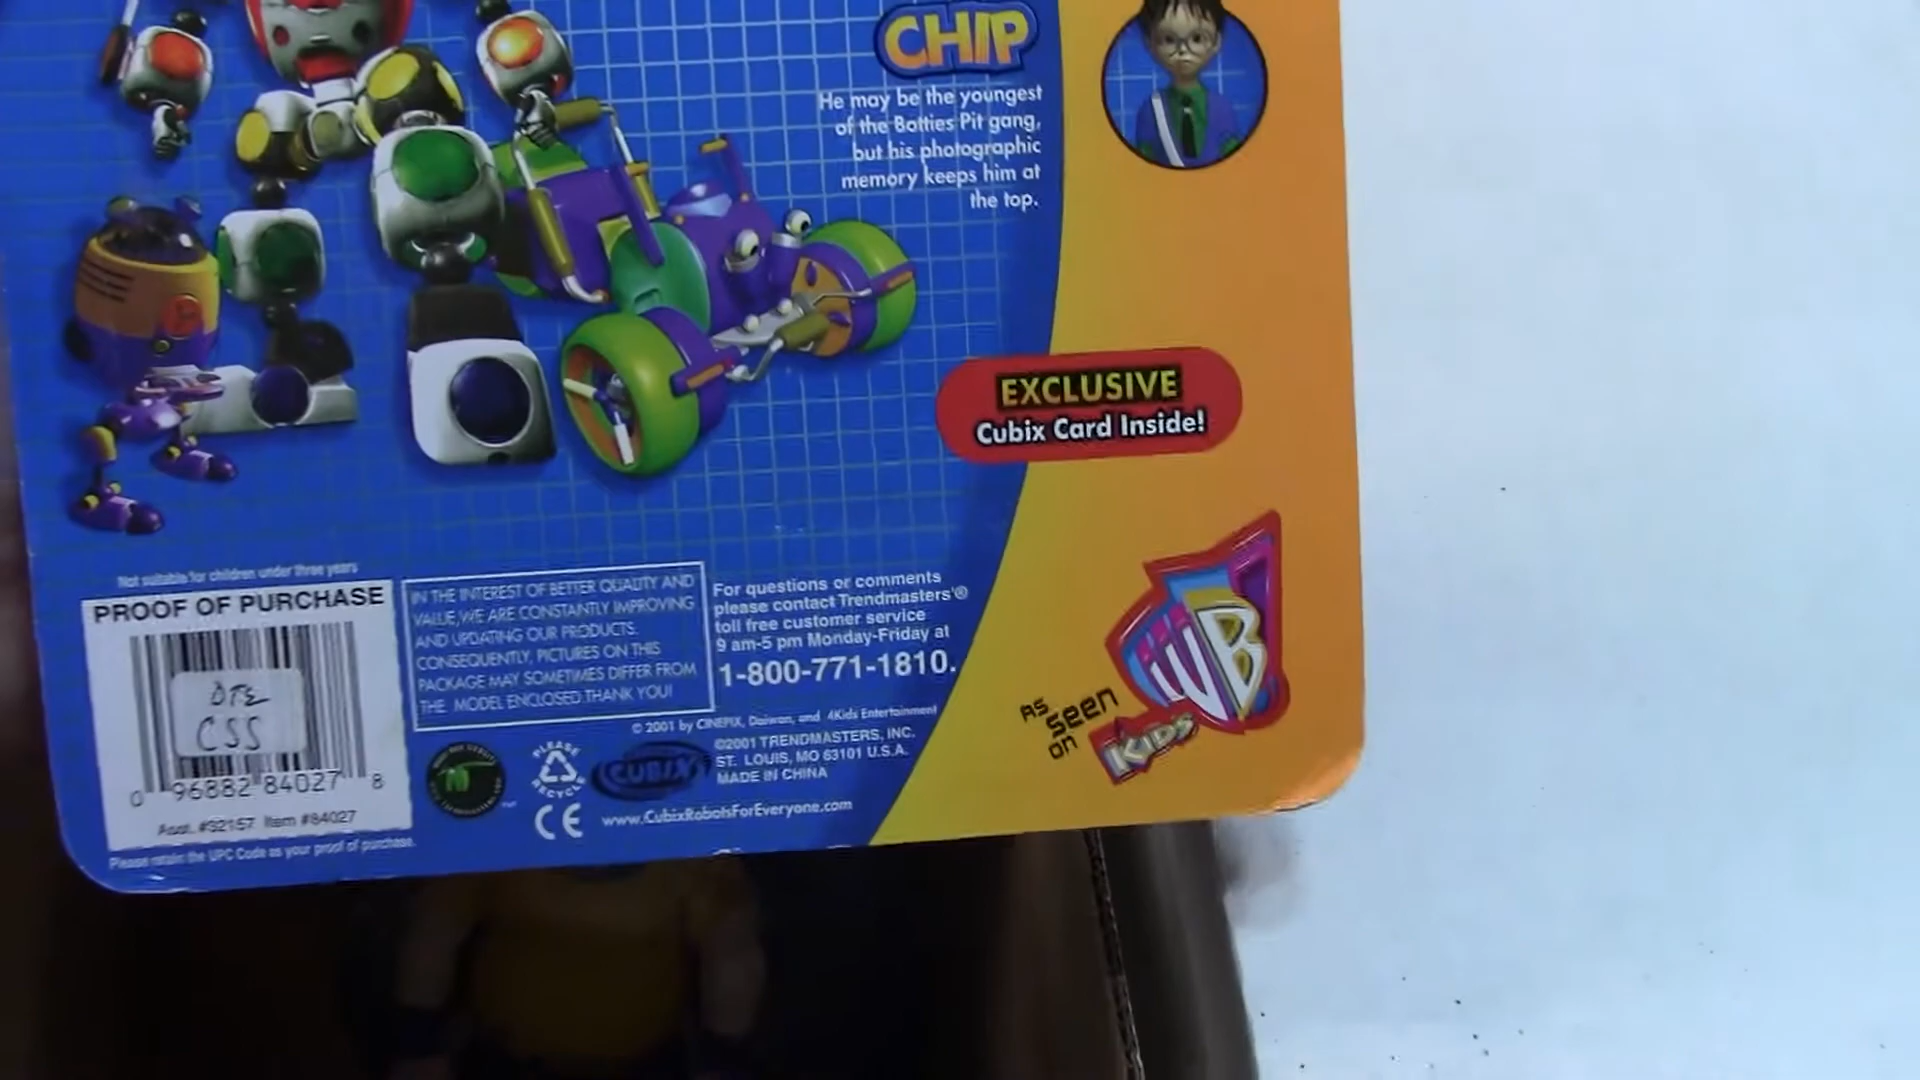 CHIP
He may be the youngest
of the Botties Pit gang,
but his photographic
memory keeps him at
the top.
EXCLUSIVE
Cubix Card Inside!
Not suitable for children under three years
PROOF OF PURCHASE
DTE
CSS
0 96882 84027 8
Asst. #32157 Item #84027
Please retain the UPC Code as your proof of purchase.
IN THE INTEREST OF BETTER QUALITY AND
VALUE, WE ARE CONSTANTLY IMPROVING
AND UPDATING OUR PRODUCTS.
CONSEQUENTLY, PICTURES ON THIS
PACKAGE MAY SOMETIMES DIFFER FROM
THE MODEL ENCLOSED. THANK YOU!
For questions or comments
please contact Trendmasters'®
toll free customer service
9 am-5 pm Monday-Friday at
1-800-771-1810.
© 2001 by CINEPIX, Daiwon, and 4Kids Entertainment
©2001 TRENDMASTERS, INC.
ST. LOUIS, MO 63101 U.S.A.
MADE IN CHINA
PLEASE
RECYCLE
CUBIX
CE
www.CubixRobotsForEveryone.com
As
seen
on
KIDS
WB